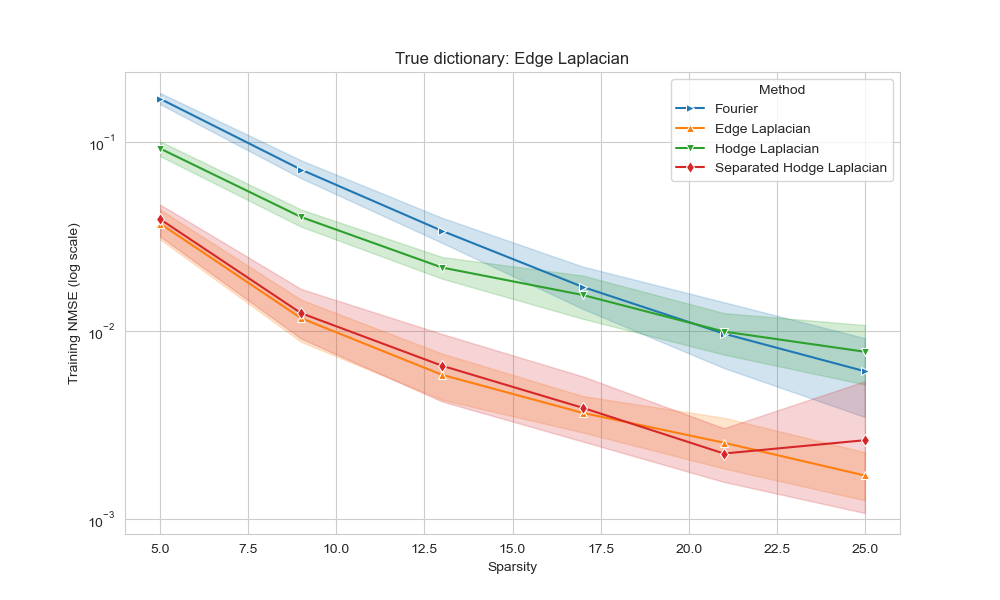 True dictionary: Edge Laplacian
Method
Fourier
Edge Laplacian
Hodge Laplacian
Separated Hodge Laplacian
Training NMSE (log scale)
10⁻¹
10⁻²
10⁻³
5.0 7.5 10.0 12.5 15.0 17.5 20.0 22.5 25.0
Sparsity